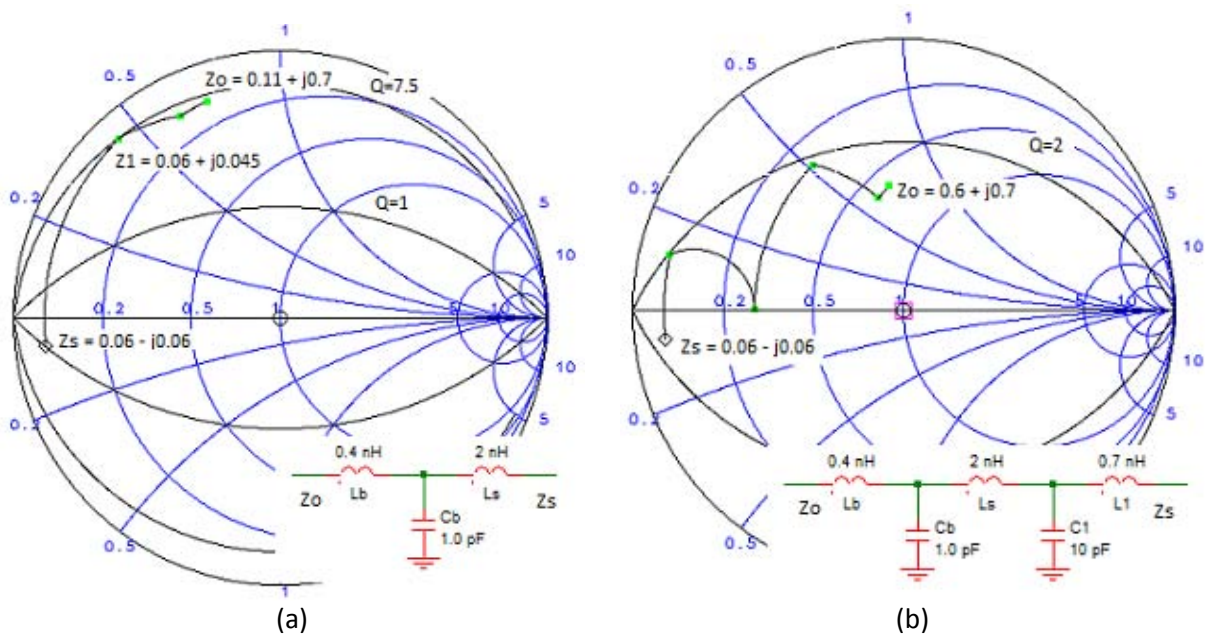 1
0.5
Zo = 0.11 + j0.7
Q=7.5
Z1 = 0.06 + j0.045
0.2
Q=1
5
10
0.2
0.5
1
5
10
Zs = 0.06 - j0.06
10
0.2
5
0.5
1
0.4 nH
2 nH
Zo
Lb
Ls
Zs
Cb
1.0 pF
(a)
1
0.5
Q=2
Zo = 0.6 + j0.7
0.2
5
10
0.2
0.5
1
5
10
Zs = 0.06 - j0.06
10
0.2
5
0.5
0.4 nH
2 nH
0.7 nH
Zo
Lb
Ls
L1
Zs
Cb
1.0 pF
C1
10 pF
(b)